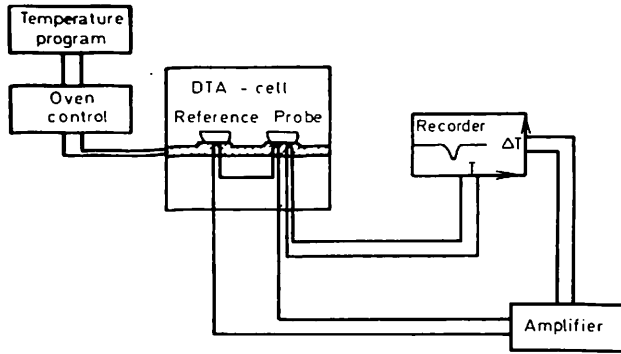 Temperature
program
Oven
control
DTA - cell
Reference Probe
Recorder
ΔT
T
Amplifier